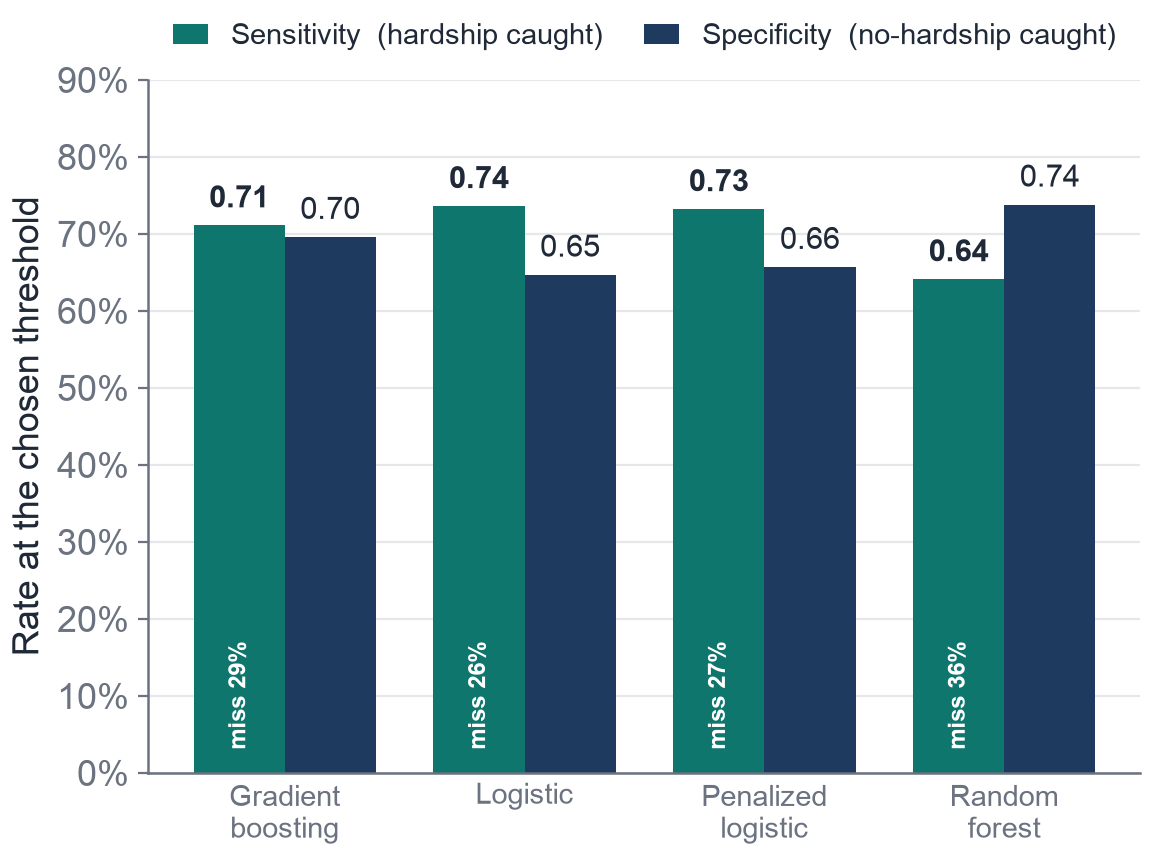 Sensitivity (hardship caught) Specificity (no-hardship caught)
Rate at the chosen threshold
90%
80%
70%
60%
50%
40%
30%
20%
10%
0%
0.71
0.70
0.74
0.65
0.73
0.66
0.64
0.74
miss 29%
miss 26%
miss 27%
miss 36%
Gradient
boosting
Logistic
Penalized
logistic
Random
forest